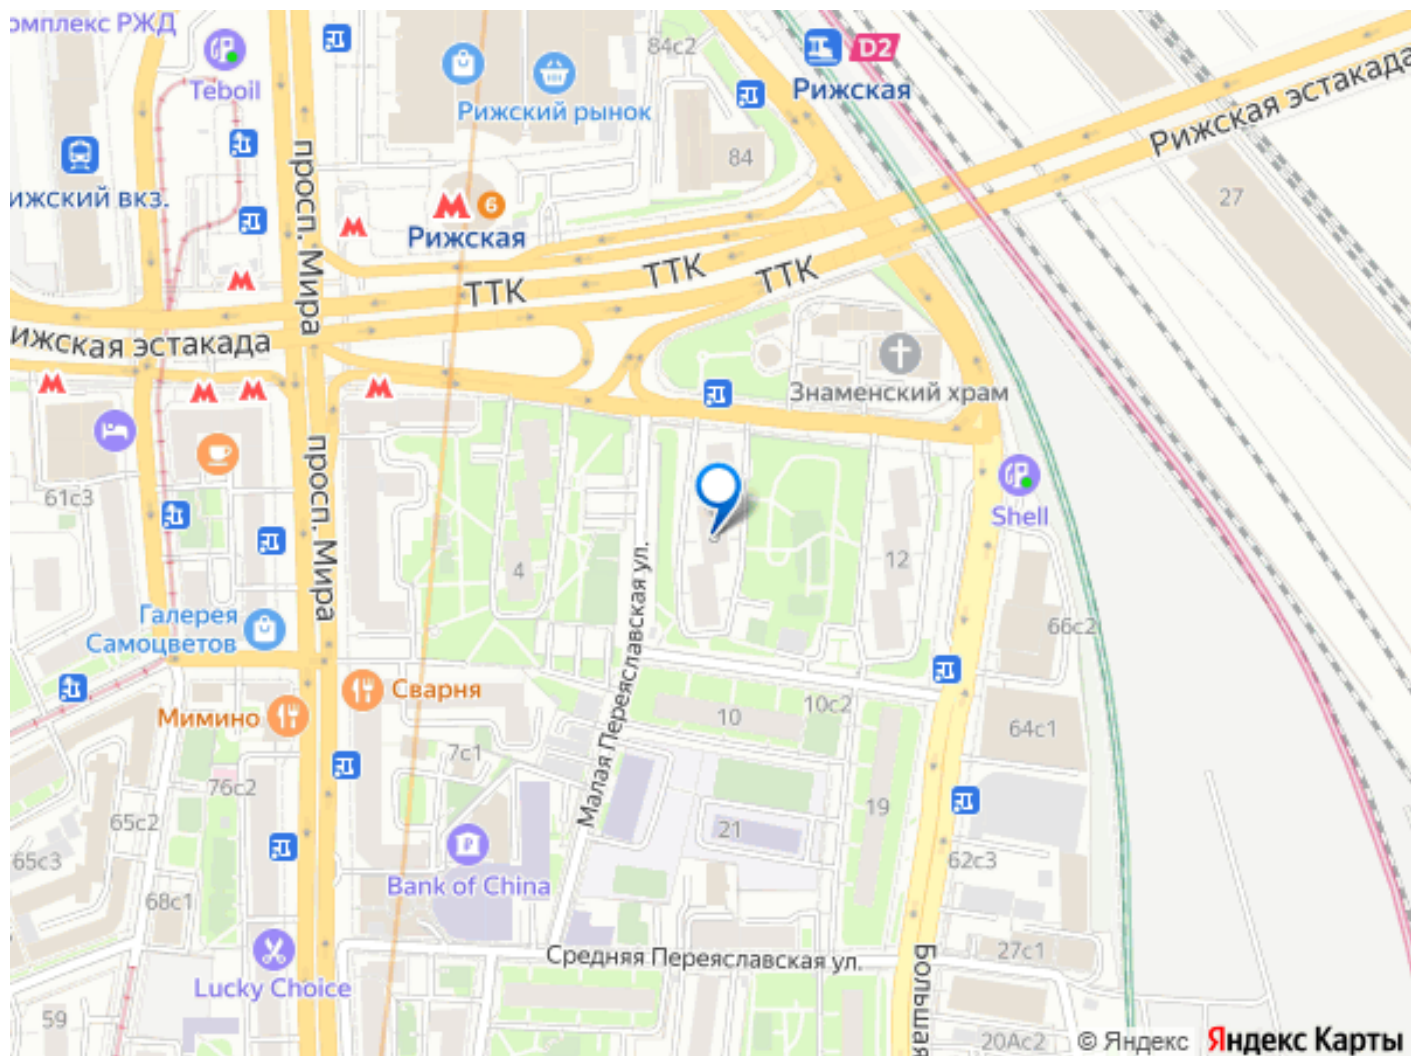 омплекс РЖД
84с2
D2
Teboil
Рижская
Рижский рынок
Рижская эстакада
84
просп. Мира
ижский вкз.
27
М
6
Рижская
ТТК
ТТК
ТТК
ижская эстакада
Знаменский храм
просп. Мира
61с3
Shell
4
12
Малая Переяславская ул.
Галерея
Самоцветов
66с2
Сварня
Мимино
10
10с2
64с1
7с1
76с2
65с2
19
21
65с3
62с3
Bank of China
68с1
Средняя Переяславская ул.
27с1
Lucky Choice
Большая
59
20Ас2
© Яндекс Яндекс Карты